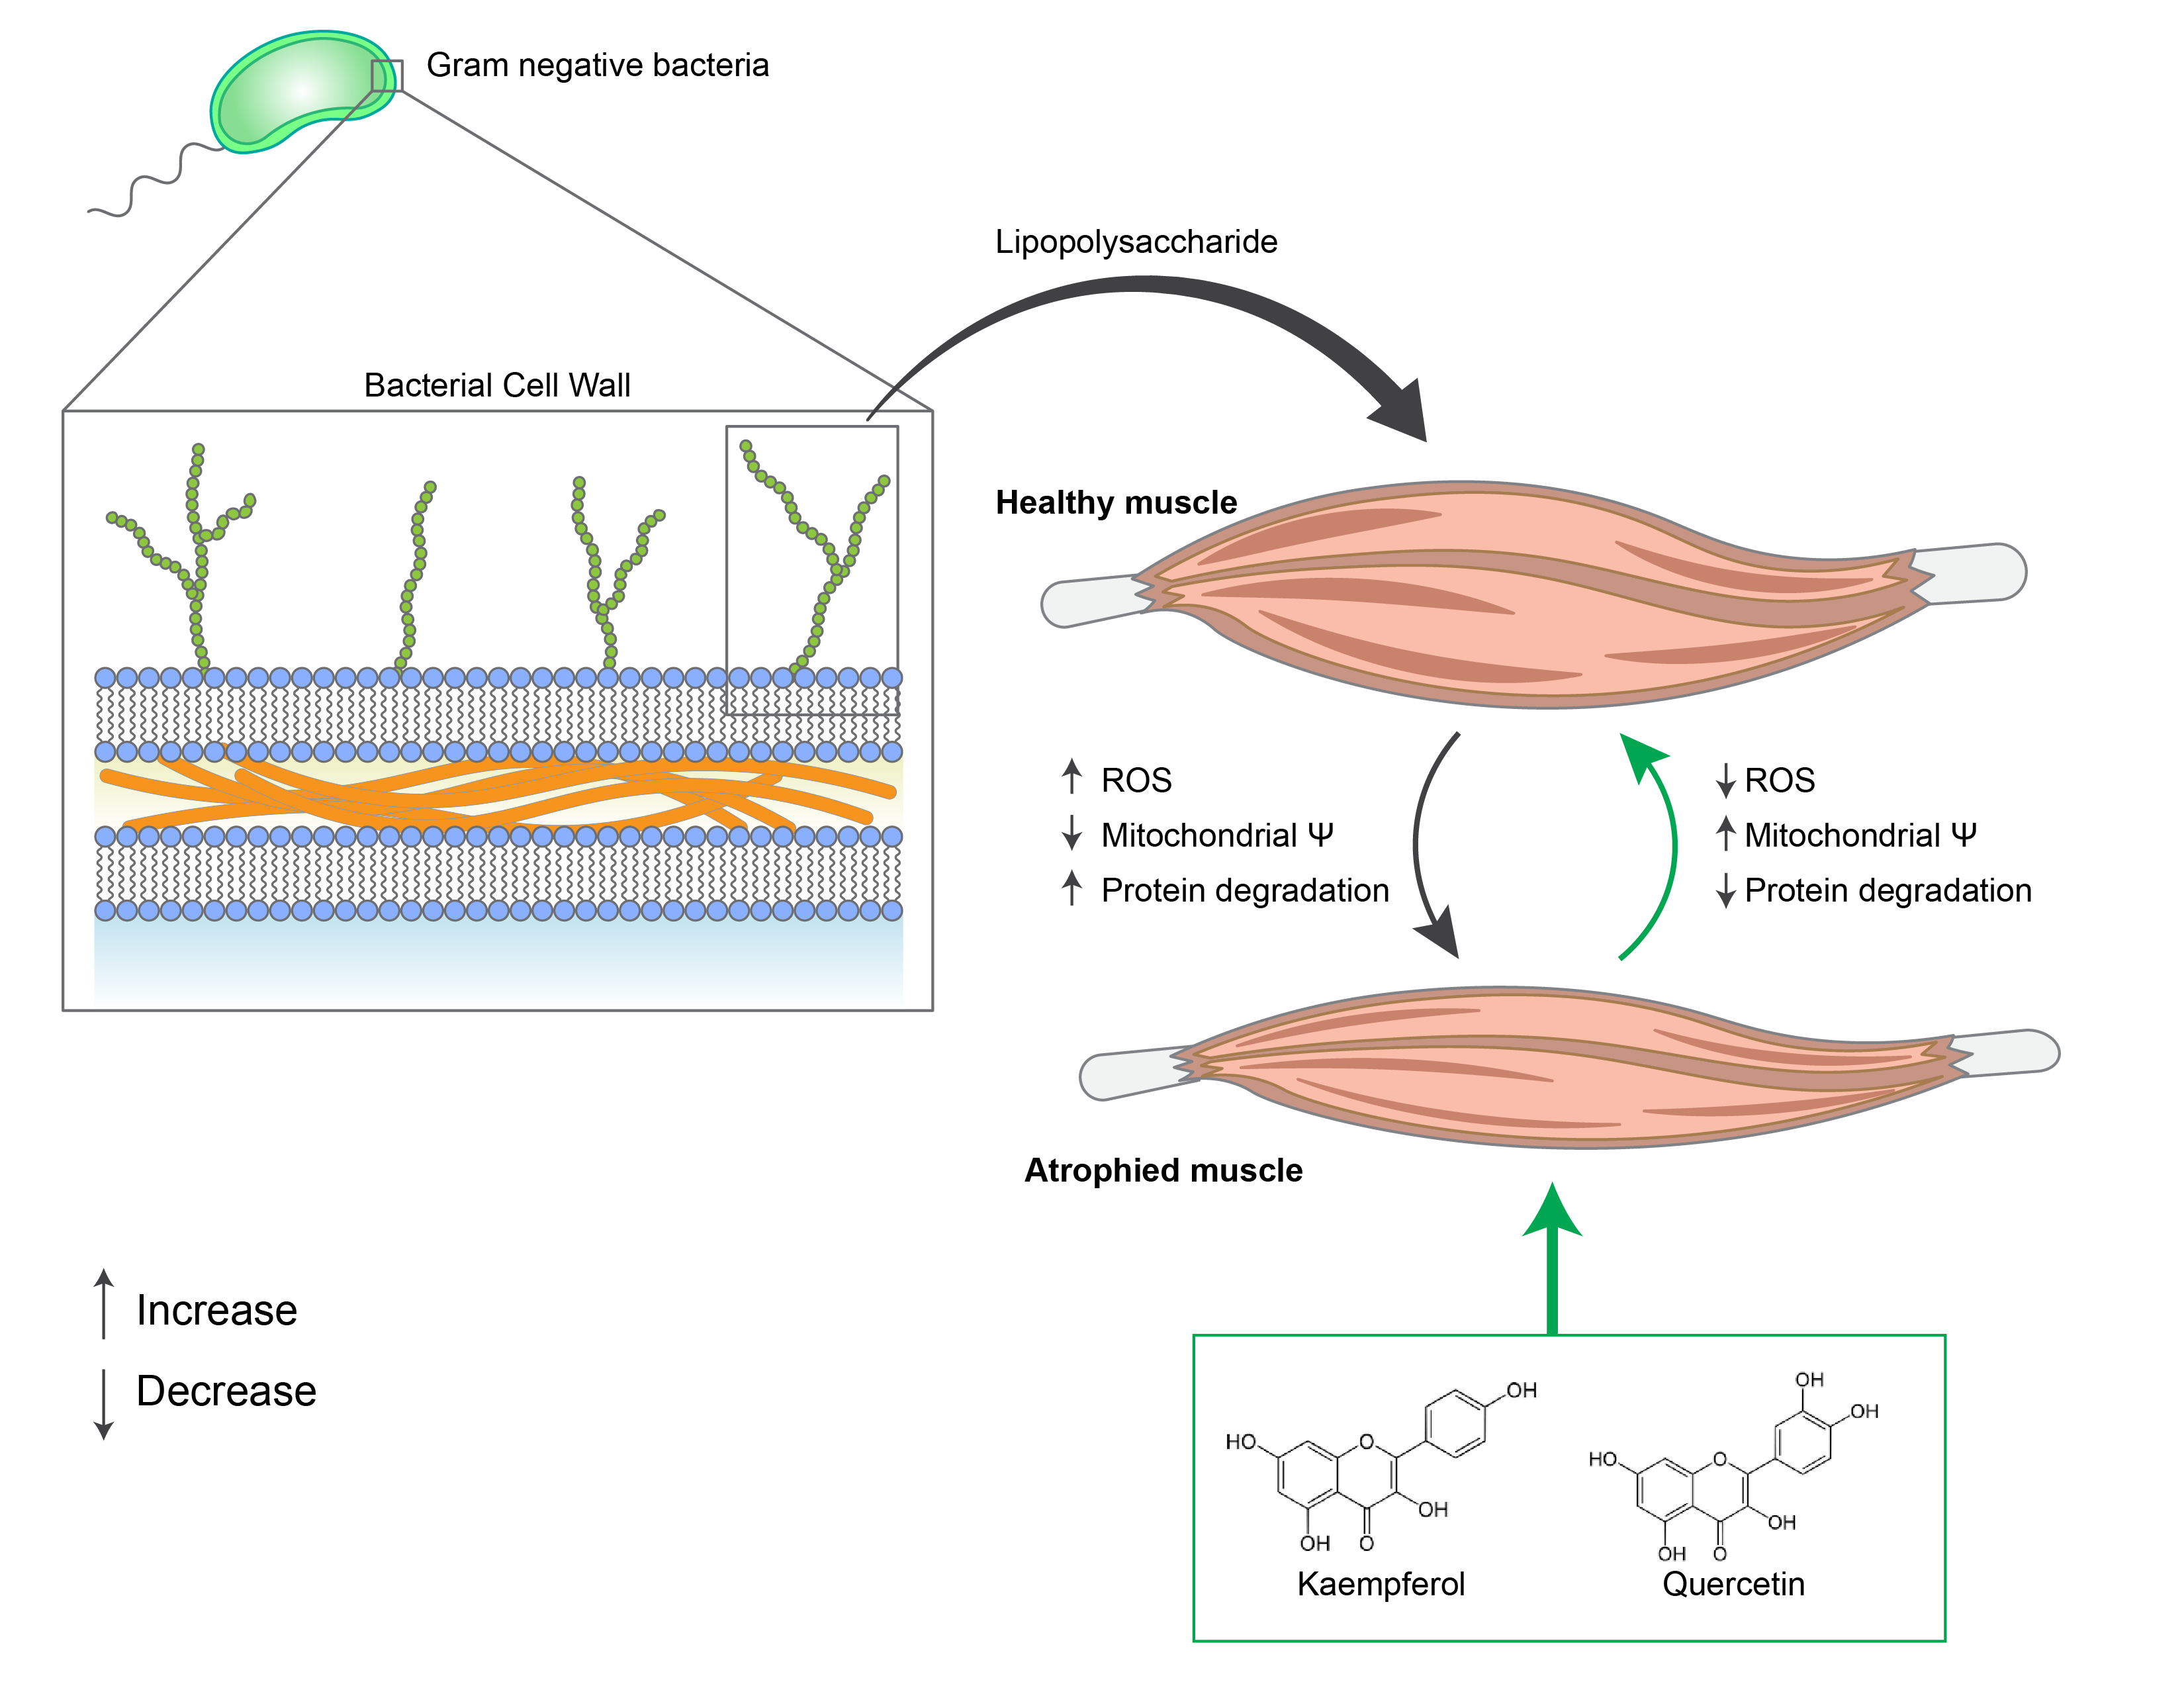 Gram negative bacteria
Lipopolysaccharide
Bacterial Cell Wall
Healthy muscle
↑ ROS
↓ Mitochondrial Ψ
↑ Protein degradation
↓ ROS
↑ Mitochondrial Ψ
↓ Protein degradation
Atrophied muscle
↑ Increase
↓ Decrease
OH
HO
O
OH
OH
O
Kaempferol
OH
OH
HO
O
OH
OH
O
Quercetin